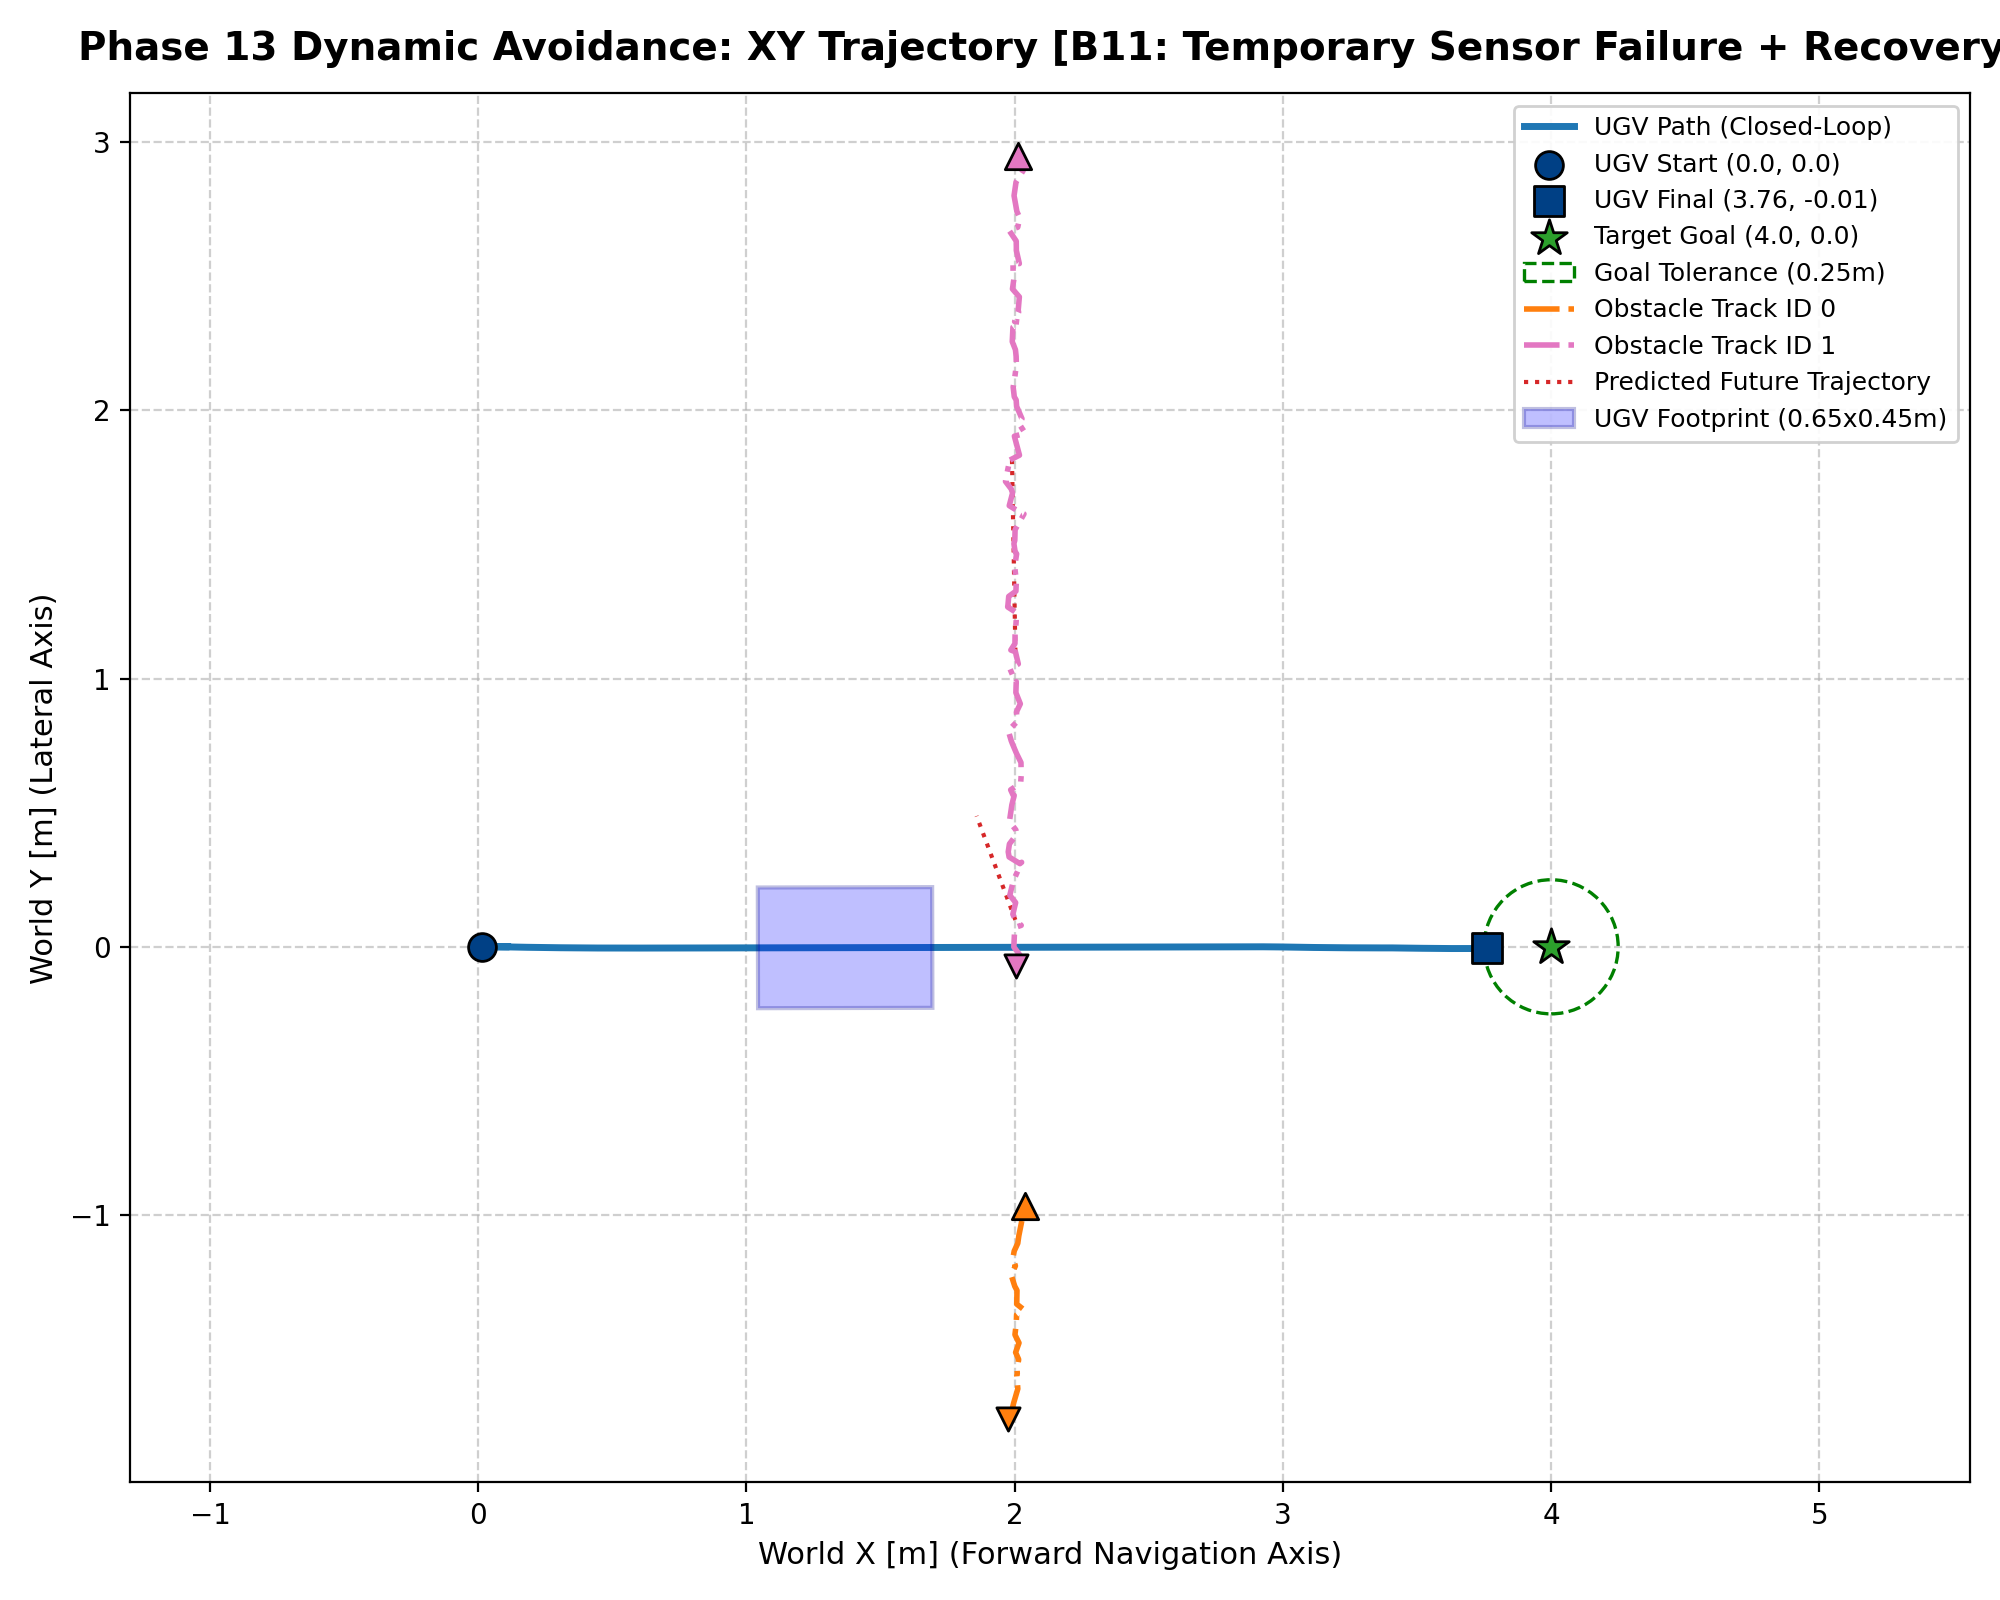 Phase 13 Dynamic Avoidance: XY Trajectory [B11: Temporary Sensor Failure + Recovery
UGV Path (Closed-Loop)
UGV Start (0.0, 0.0)
UGV Final (3.76, -0.01)
Target Goal (4.0, 0.0)
Goal Tolerance (0.25m)
Obstacle Track ID 0
Obstacle Track ID 1
Predicted Future Trajectory
UGV Footprint (0.65x0.45m)
World Y [m] (Lateral Axis)
3
2
1
0
−1
−1
0
1
2
3
4
5
World X [m] (Forward Navigation Axis)